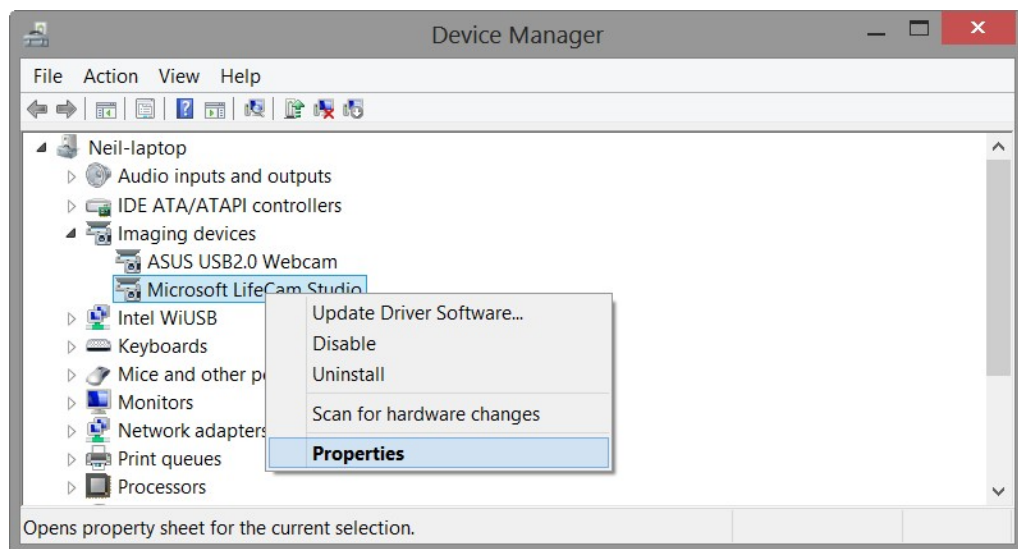 Device Manager
File Action View Help
Neil-laptop
Audio inputs and outputs
IDE ATA/ATAPI controllers
Imaging devices
ASUS USB2.0 Webcam
Microsoft LifeCam Studio
Intel WiUSB
Keyboards
Mice and other
Monitors
Network adapters
Print queues
Processors
Update Driver Software...
Disable
Uninstall
Scan for hardware changes
Properties
Opens property sheet for the current selection.